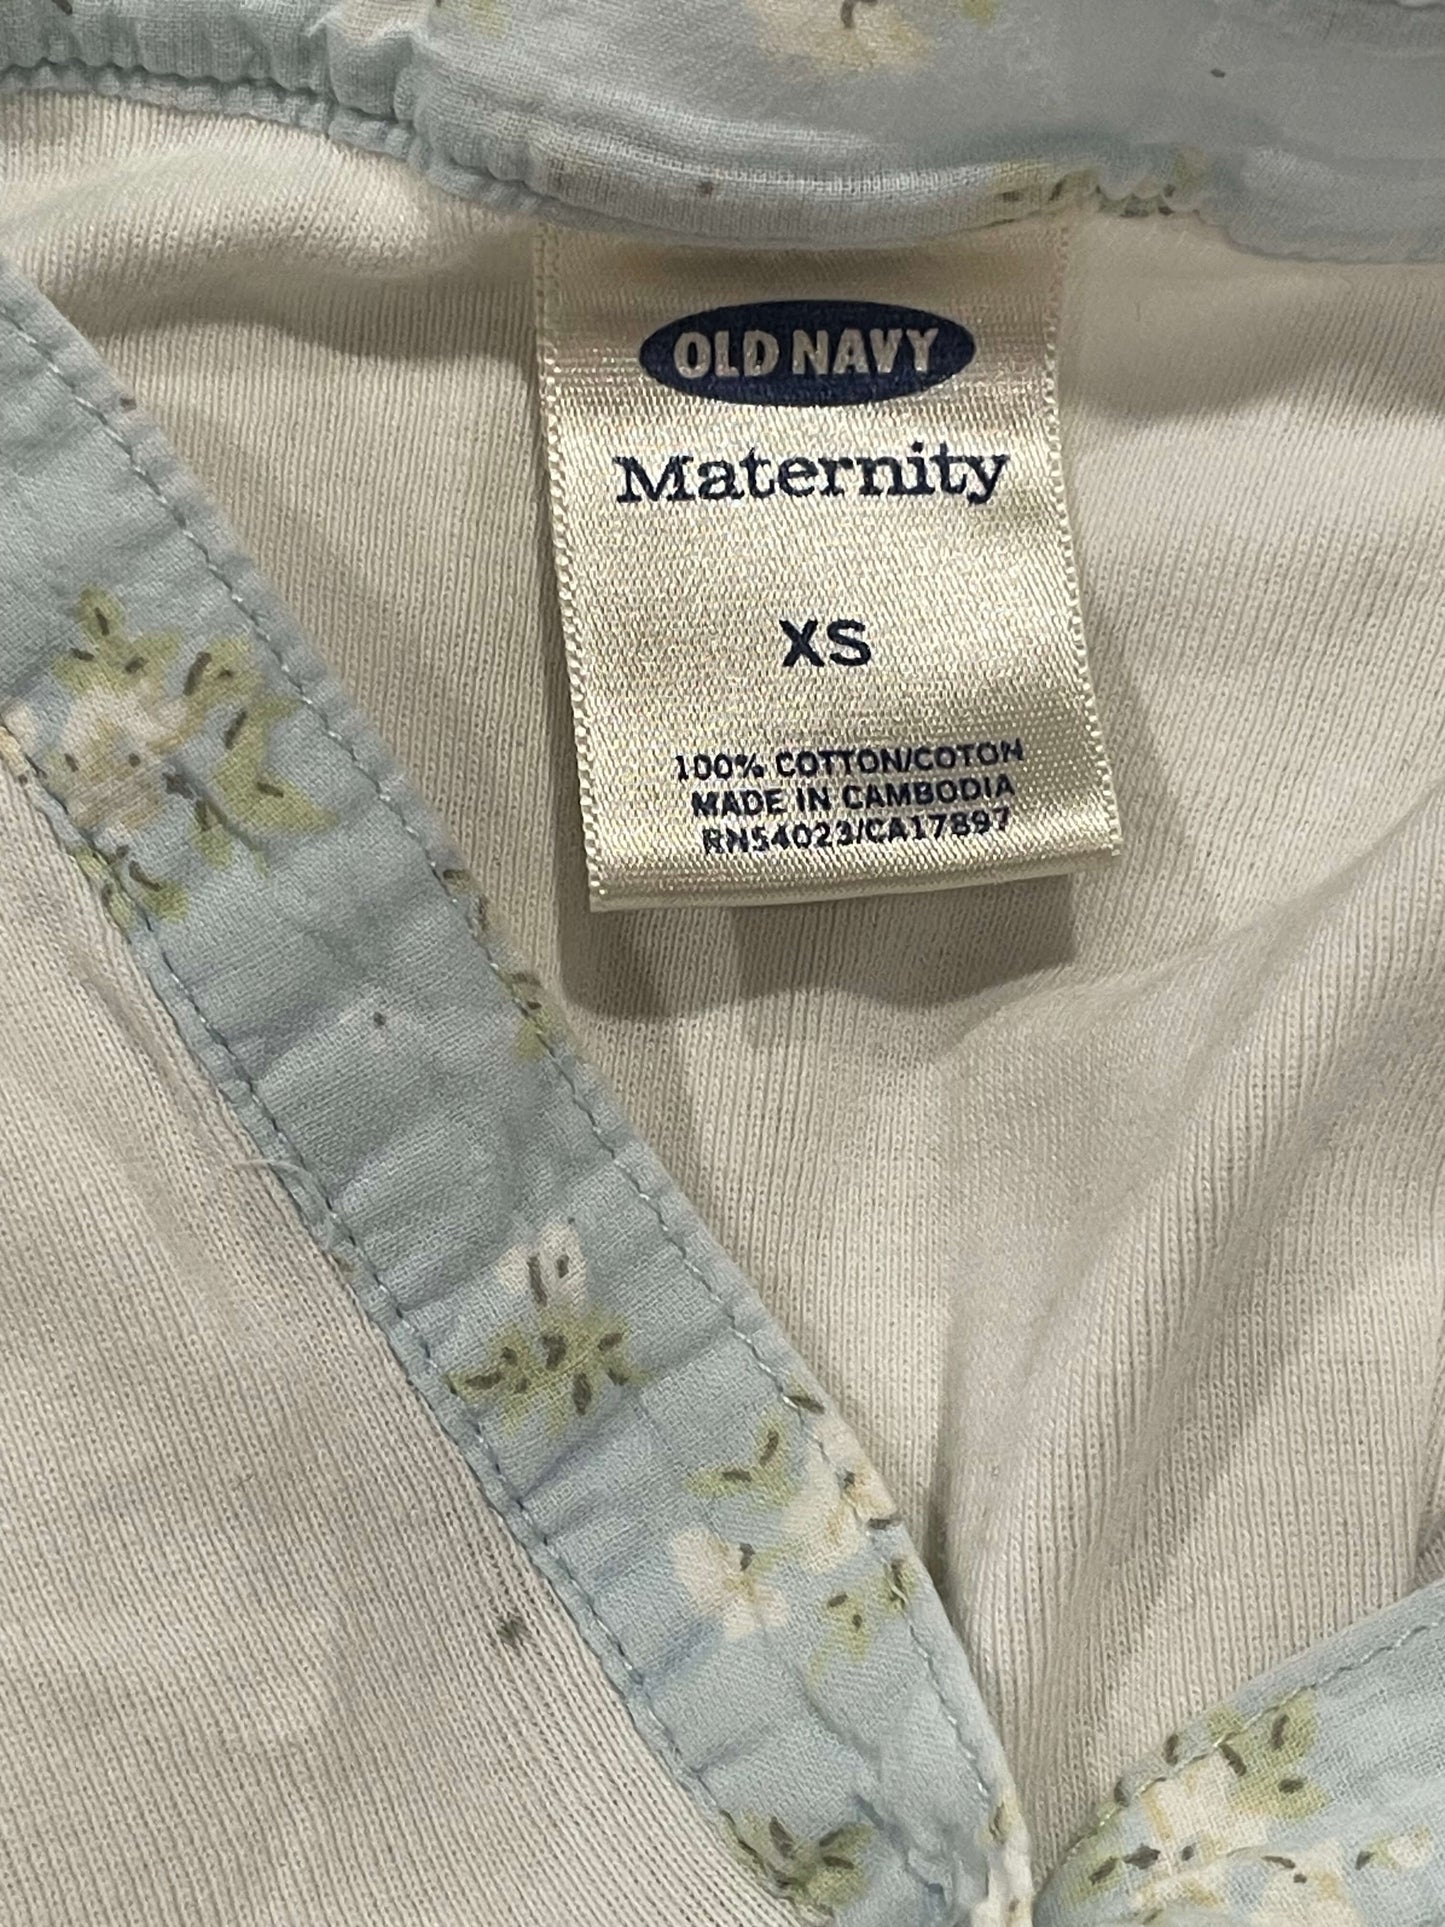 OLD NAVY
Maternity
XS
100% COTTON/COTON
MADE IN CAMBODIA
RN54023/CA17897